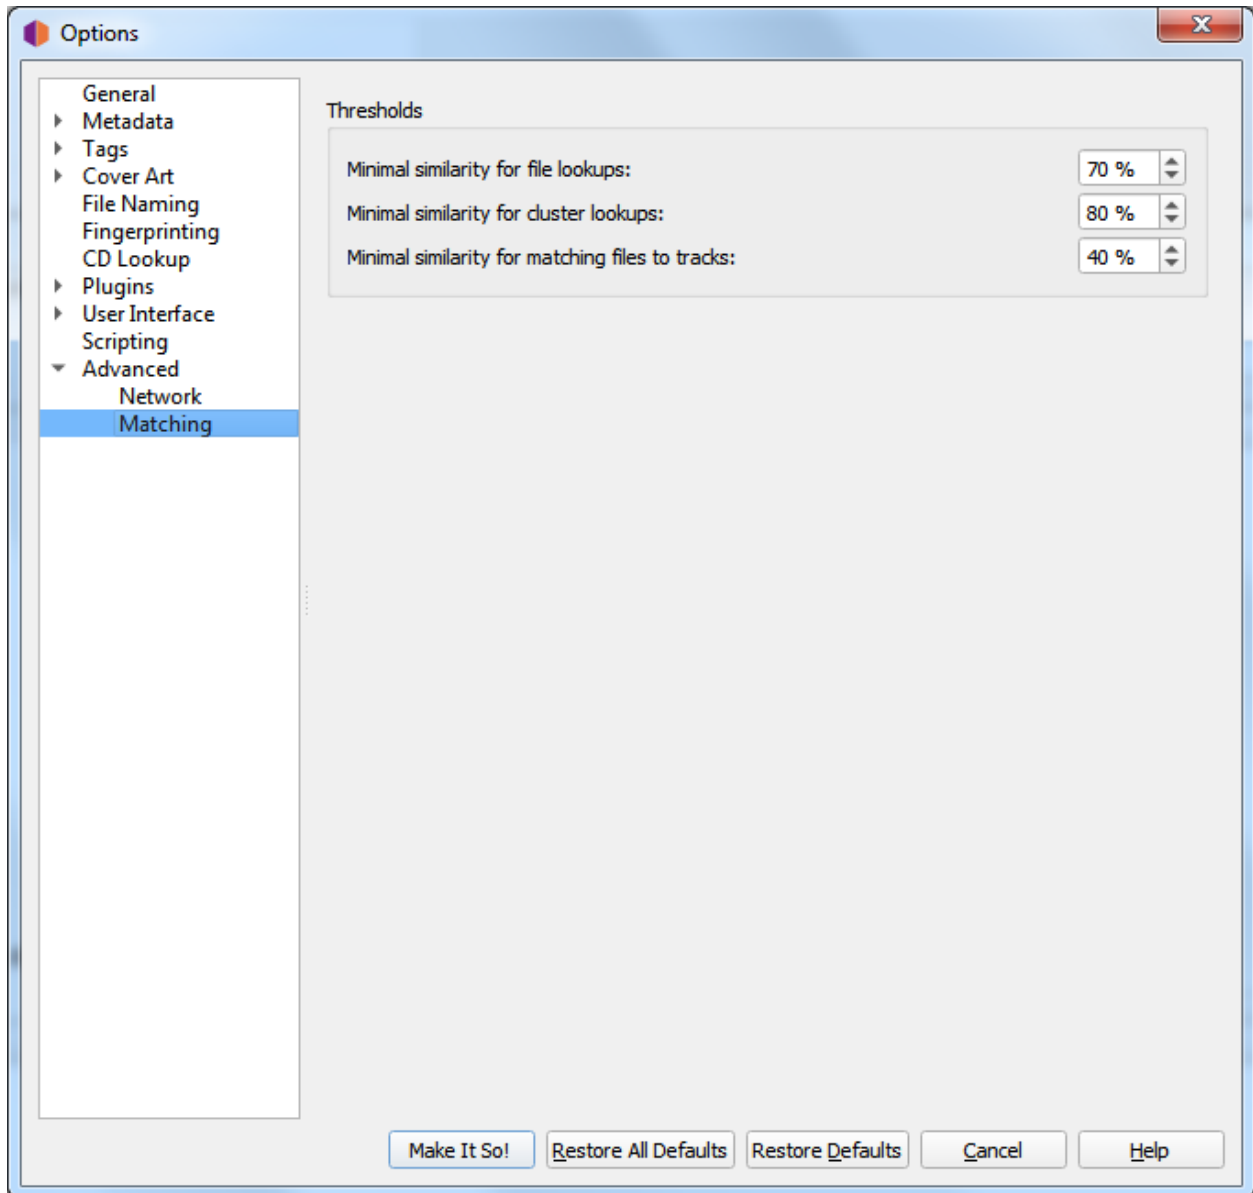 Options
General
Metadata
Tags
Cover Art
File Naming
Fingerprinting
CD Lookup
Plugins
User Interface
Scripting
Advanced
Network
Matching
Thresholds
Minimal similarity for file lookups: 70 %
Minimal similarity for cluster lookups: 80 %
Minimal similarity for matching files to tracks: 40 %
Make It So! Restore All Defaults Restore Defaults Cancel Help